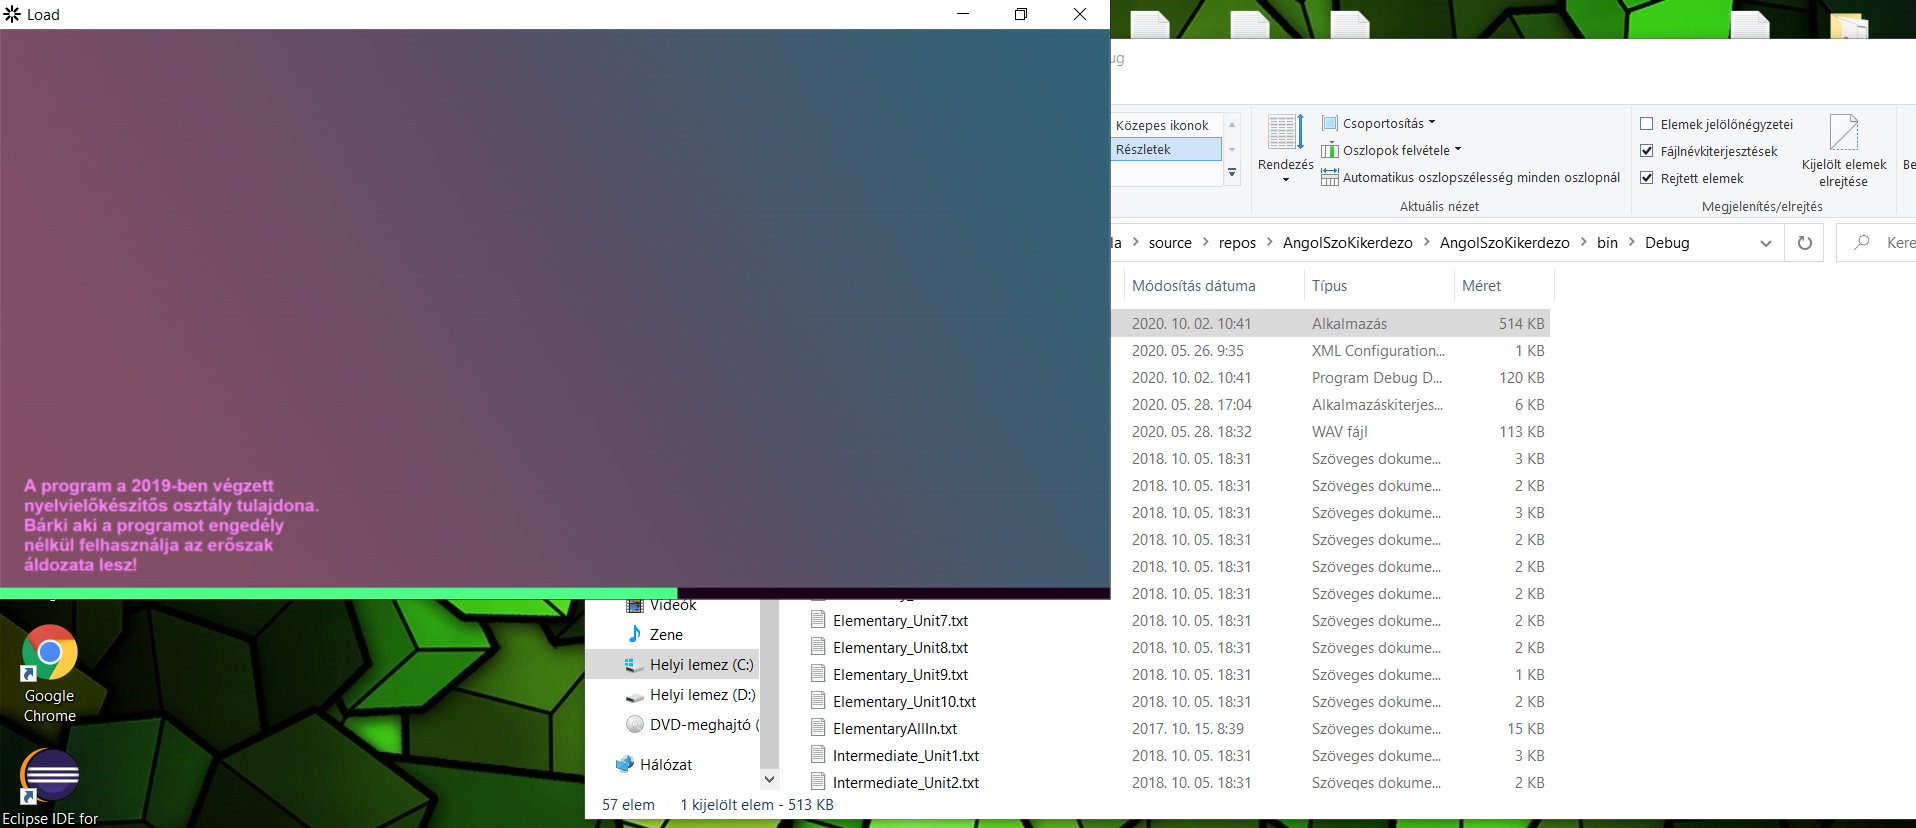 Load
ug
Közepes ikonok
Részletek
Rendezés
Csoportosítás
Oszlopok felvétele
Automatikus oszlopszélesség minden oszlopnál
Aktuális nézet
Elemek jelölőnégyzetei
Fájlnévkiterjesztések
Rejtett elemek
Kijelölt elemek
elrejtése
Be
Megjelenítés/elrejtés
la > source > repos > AngolSzoKikerdezo > AngolSzoKikerdezo > bin > Debug
Kere
Módosítás dátuma Típus Méret
2020. 10. 02. 10:41 Alkalmazás 514 KB
2020. 05. 26. 9:35 XML Configuration... 1 KB
2020. 10. 02. 10:41 Program Debug D... 120 KB
2020. 05. 28. 17:04 Alkalmazáskiterjes... 6 KB
2020. 05. 28. 18:32 WAV fájl 113 KB
2018. 10. 05. 18:31 Szöveges dokume... 3 KB
2018. 10. 05. 18:31 Szöveges dokume... 2 KB
2018. 10. 05. 18:31 Szöveges dokume... 3 KB
2018. 10. 05. 18:31 Szöveges dokume... 2 KB
2018. 10. 05. 18:31 Szöveges dokume... 2 KB
2018. 10. 05. 18:31 Szöveges dokume... 2 KB
Elementary_Unit7.txt 2018. 10. 05. 18:31 Szöveges dokume... 2 KB
Elementary_Unit8.txt 2018. 10. 05. 18:31 Szöveges dokume... 2 KB
Elementary_Unit9.txt 2018. 10. 05. 18:31 Szöveges dokume... 1 KB
Elementary_Unit10.txt 2018. 10. 05. 18:31 Szöveges dokume... 2 KB
ElementaryAllIn.txt 2017. 10. 15. 8:39 Szöveges dokume... 15 KB
Intermediate_Unit1.txt 2018. 10. 05. 18:31 Szöveges dokume... 3 KB
Intermediate_Unit2.txt 2018. 10. 05. 18:31 Szöveges dokume... 2 KB
A program a 2019-ben végzett
nyelvielőkészítős osztály tulajdona.
Bárki aki a programot engedély
nélkül felhasználja az erőszak
áldozata lesz!
Videók
Zene
Helyi lemez (C:)
Helyi lemez (D:)
DVD-meghajtó (
Hálózat
57 elem 1 kijelölt elem - 513 KB
Google
Chrome
Eclipse IDE for